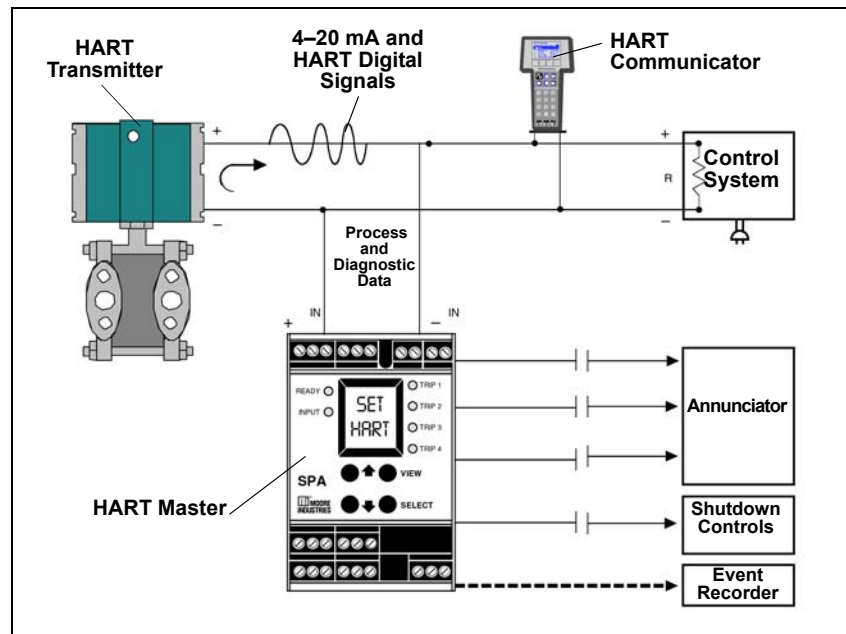 HART
Transmitter
4–20 mA and
HART Digital
Signals
HART
Communicator
+
+
R
Control
System
–
–
Process
and
Diagnostic
Data
IN
IN
+
–
READY
INPUT
SET
HART
TRIP 1
TRIP 2
TRIP 3
TRIP 4
VIEW
SELECT
SPA
MOORE
INDUSTRIES
HART Master
Annunciator
Shutdown
Controls
Event
Recorder